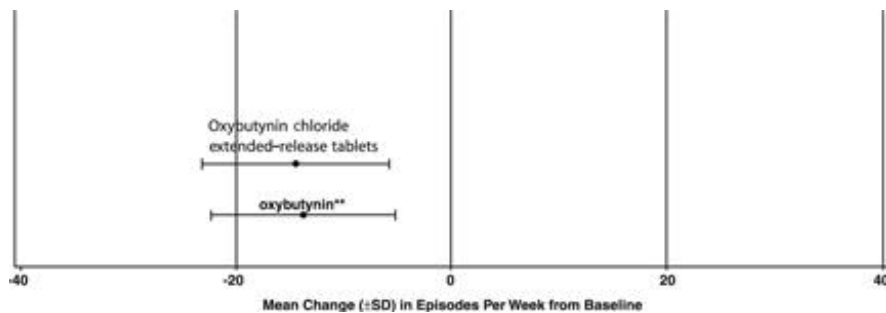 Oxybutynin chloride
extended-release tablets
oxybutynin**
-40 -20 0 20 40
Mean Change (±SD) in Episodes Per Week from Baseline